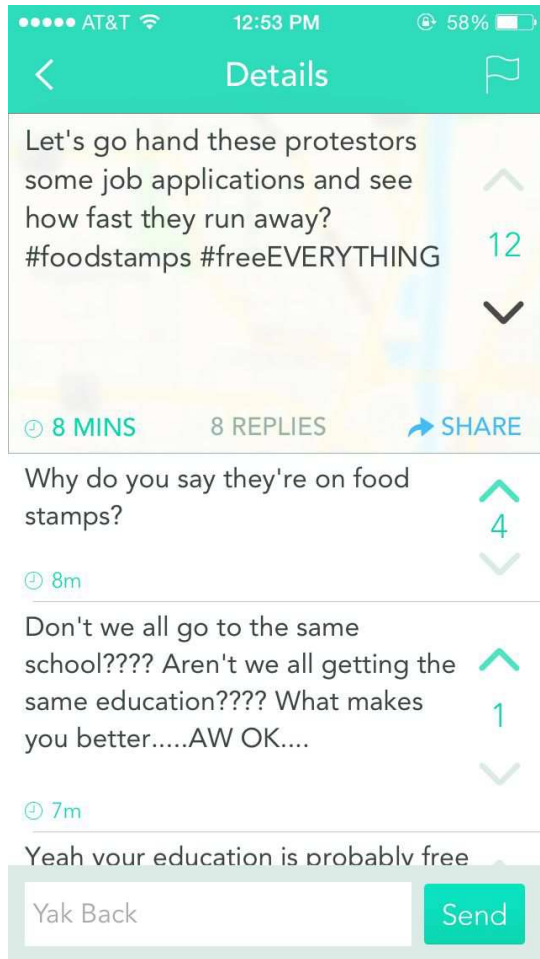 AT&T 12:53 PM 58%
Details
Let's go hand these protestors
some job applications and see
how fast they run away?
#foodstamps #freeEVERYTHING
12
8 MINS 8 REPLIES SHARE
Why do you say they're on food
stamps?
4
8m
Don't we all go to the same
school???? Aren't we all getting the
same education???? What makes
you better.....AW OK....
1
7m
Yeah your education is probably free
Yak Back Send